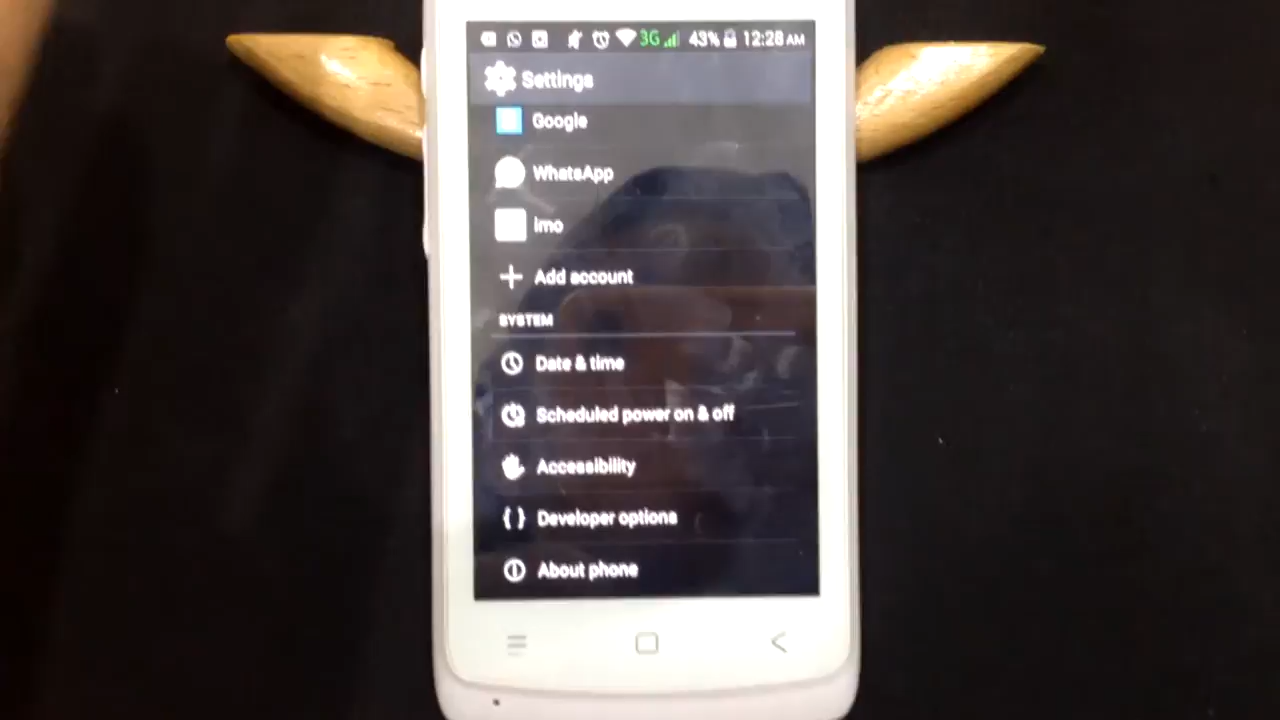 3G 43% 12:28 AM
Settings
Google
WhatsApp
imo
Add account
SYSTEM
Date & time
Scheduled power on & off
Accessibility
Developer options
About phone